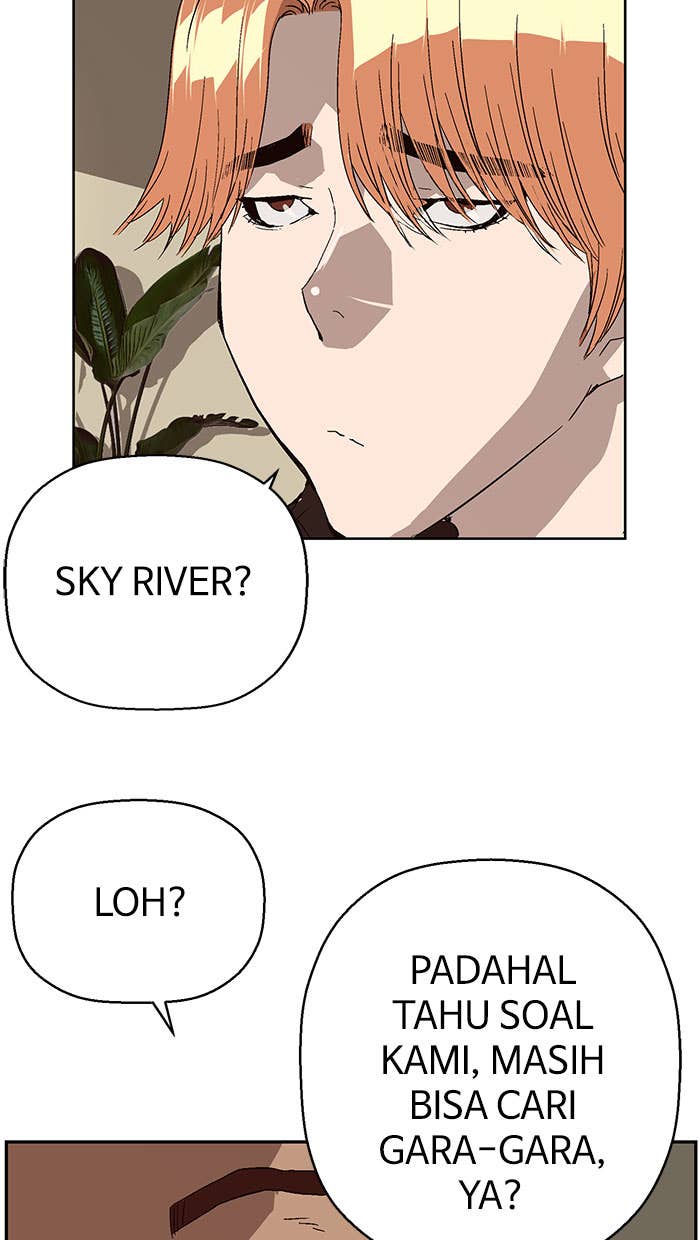 SKY RIVER?
LOH?
PADAHAL
TAHU SOAL
KAMI, MASIH
BISA CARI
GARA-GARA,
YA?